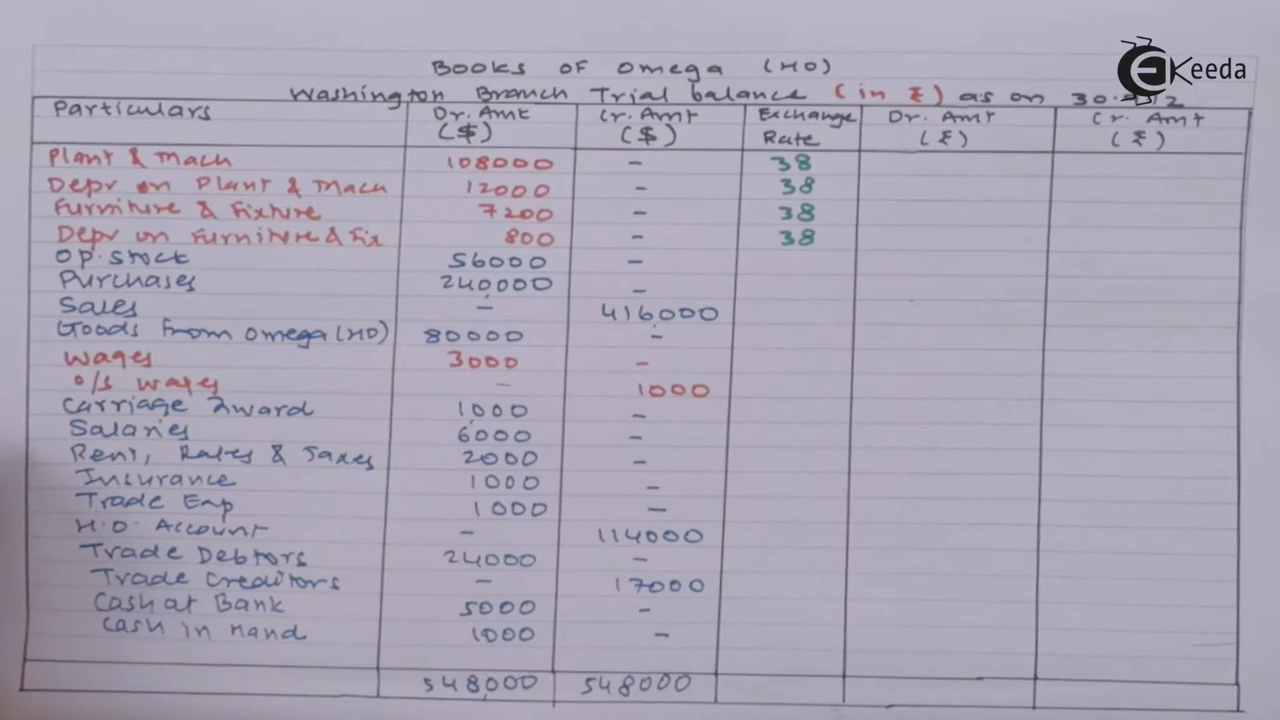 Books of Omega (HO)
Washington Branch Trial balance (in ₹) as on
Particulars Dr. Amt ($) Cr. Amt ($) Exchange Rate Dr. Amt (₹) Cr. Amt (₹)
Plant & Mach 108000 - 38
Depr on Plant & Mach 12000 - 38
Furniture & Fixture 7200 - 38
Depr on Furniture & Fix 800 - 38
Op. Stock 56000 -
Purchases 240000 -
Sales - 416000
Goods from Omega (HO) 80000 -
Wages 3000 -
O/S Wages - 1000
Carriage Inward 1000 -
Salaries 6000 -
Rent, Rates & Taxes 2000 -
Insurance 1000 -
Trade Exp 1000 -
H.O. Account - 114000
Trade Debtors 24000 -
Trade Creditors - 17000
Cash at Bank 5000 -
Cash in Hand 1000 -
548000 548000
EKeeda